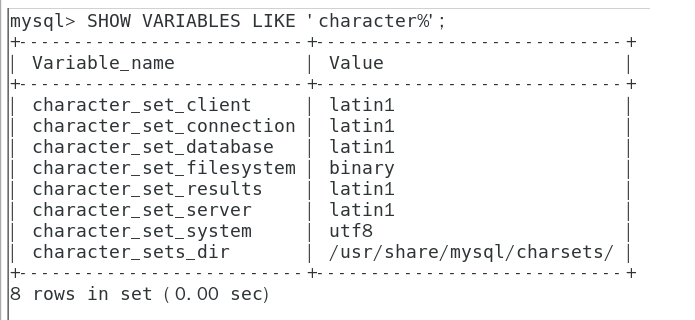 mysql> SHOW VARIABLES LIKE 'character%';
+--------------------------+----------------------------+
| Variable_name            | Value                      |
+--------------------------+----------------------------+
| character_set_client     | latin1                     |
| character_set_connection | latin1                     |
| character_set_database   | latin1                     |
| character_set_filesystem | binary                     |
| character_set_results    | latin1                     |
| character_set_server     | latin1                     |
| character_set_system     | utf8                       |
| character_sets_dir       | /usr/share/mysql/charsets/ |
+--------------------------+----------------------------+
8 rows in set (0.00 sec)